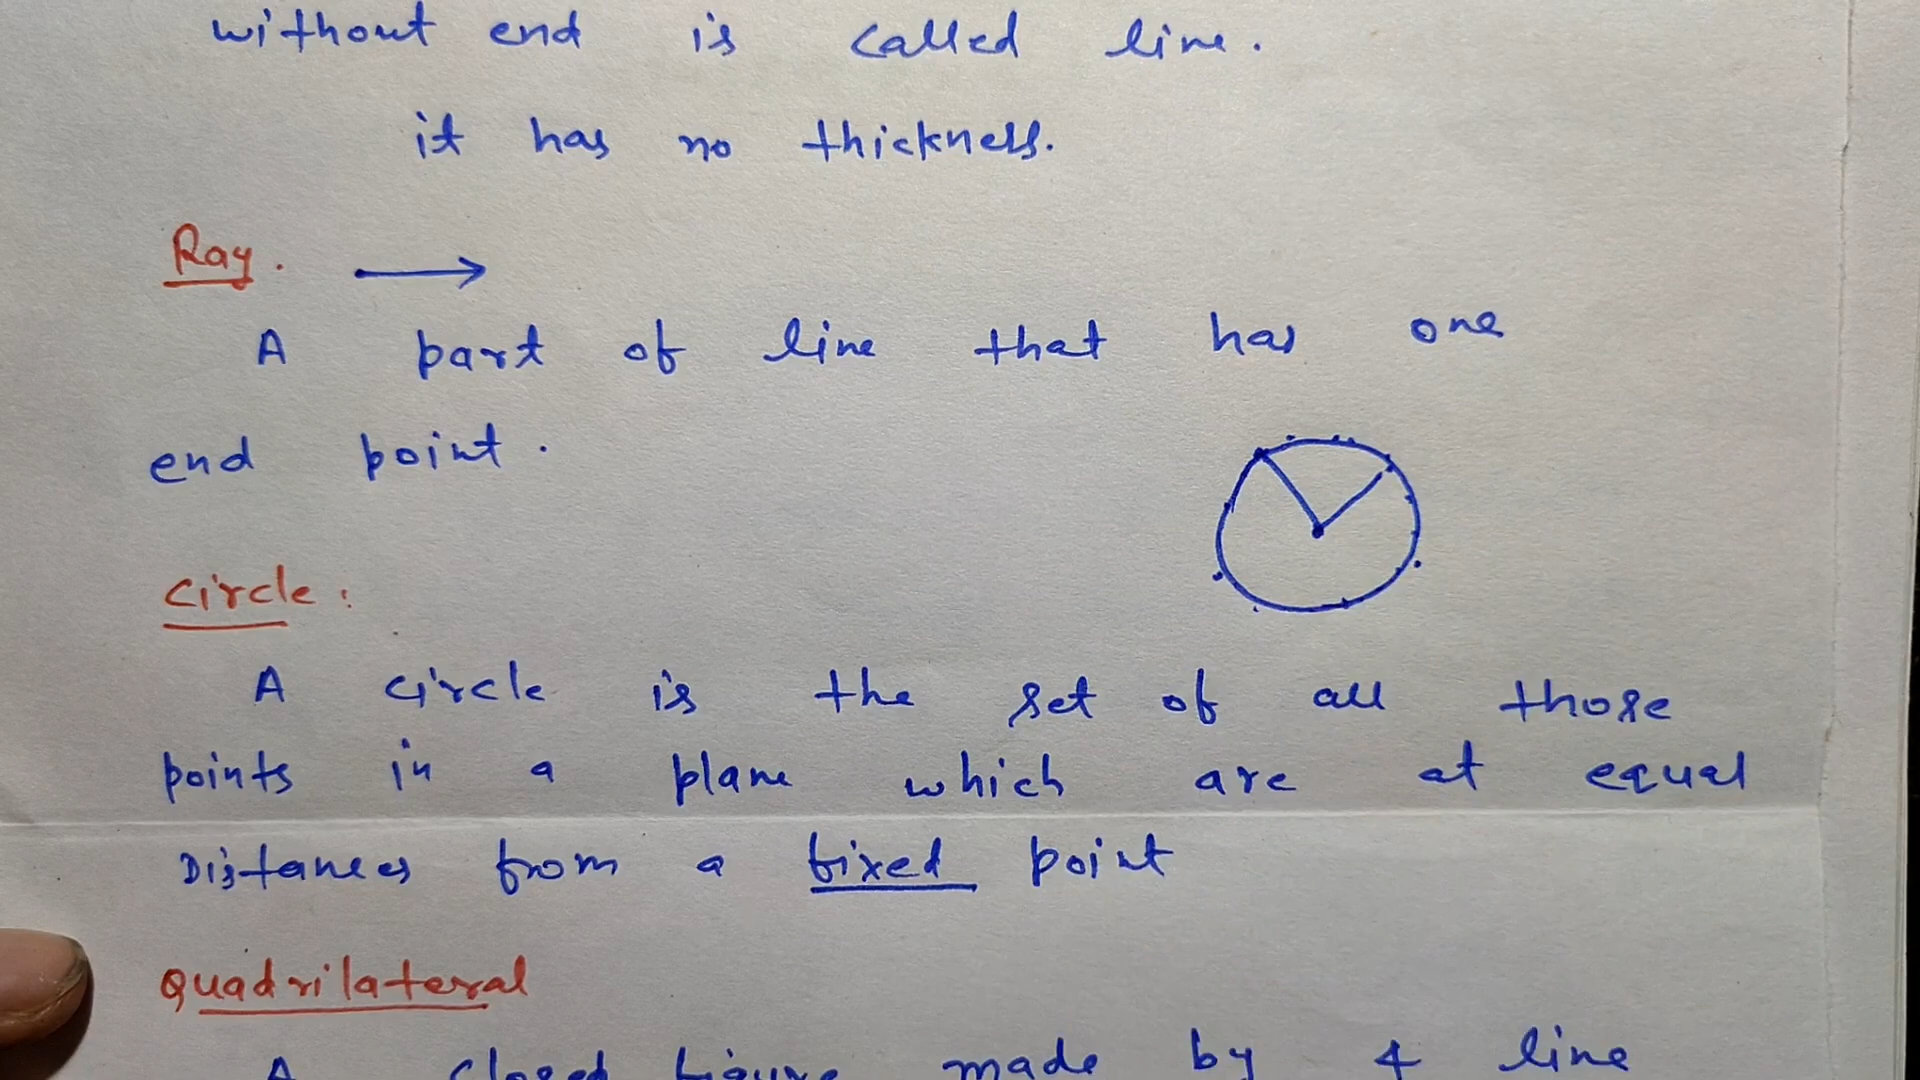 without end is called line.
it has no thickness.
Ray.
A part of line that has one
end point.
Circle:
A circle is the set of all those
points in a plane which are at equal
Distances from a fixed point
Quadrilateral
A closed figure made by 4 line